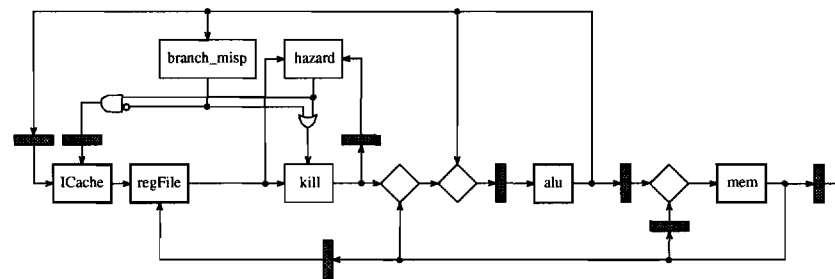 branch_misp
hazard
ICache
regFile
kill
alu
mem